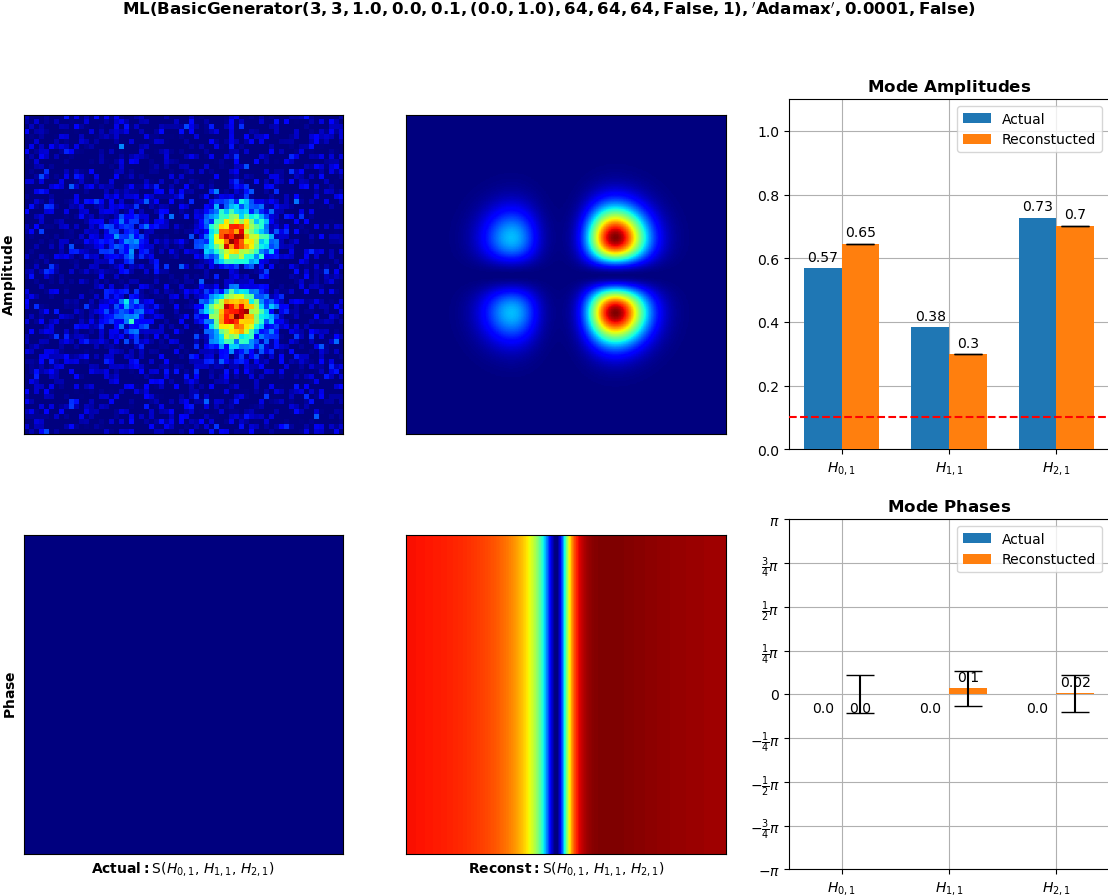 ML(BasicGenerator(3, 3, 1.0, 0.0, 0.1, (0.0, 1.0), 64, 64, 64, False, 1), ′Adamax′, 0.0001, False)
Amplitude
Mode Amplitudes
Actual
Reconstucted
1.0
0.8
0.6
0.4
0.2
0.0
0.57
0.65
0.38
0.3
0.73
0.7
H0,1
H1,1
H2,1
Phase
Actual: S(H0,1, H1,1, H2,1)
Reconst: S(H0,1, H1,1, H2,1)
Mode Phases
Actual
Reconstucted
π
3/4π
1/2π
1/4π
0
−1/4π
−1/2π
−3/4π
−π
0.0
0.0
0.0
0.1
0.0
0.02
H0,1
H1,1
H2,1